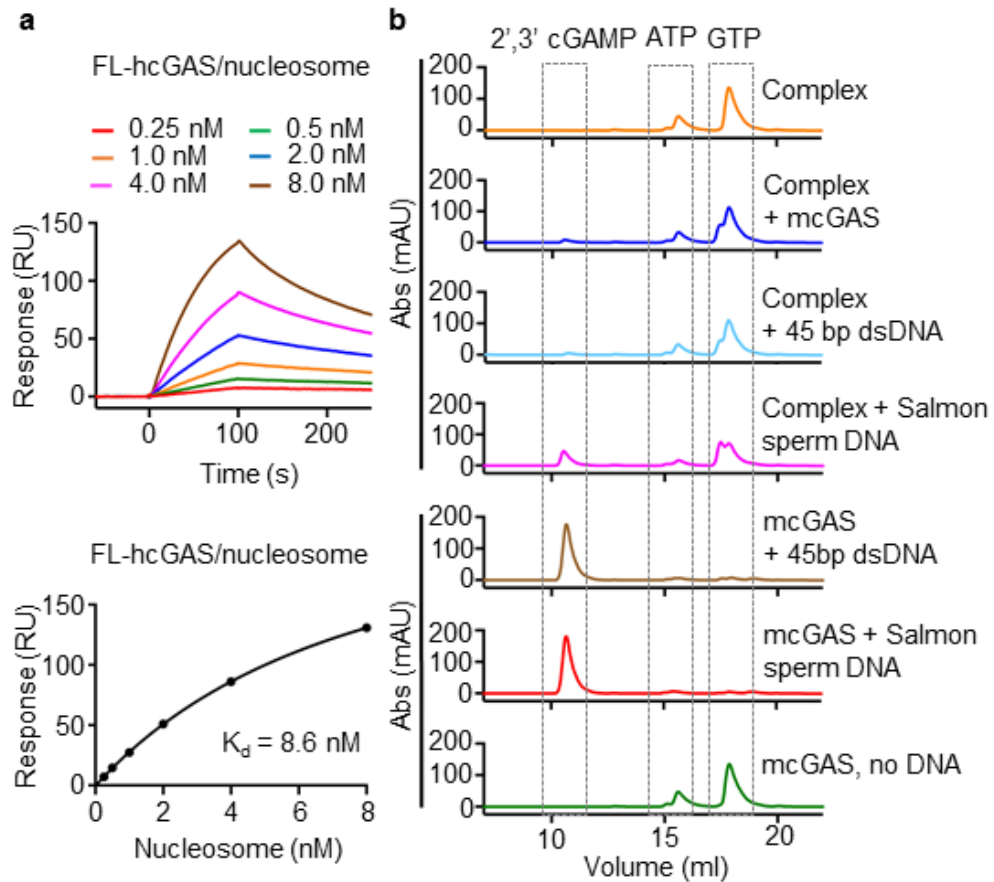 a
FL-hcGAS/nucleosome
0.25 nM 0.5 nM
1.0 nM 2.0 nM
4.0 nM 8.0 nM
150
100
50
0
Response (RU)
0 100 200
Time (s)
FL-hcGAS/nucleosome
150
100
50
0
Response (RU)
K_d = 8.6 nM
0 2 4 6 8
Nucleosome (nM)
b
2',3' cGAMP ATP GTP
200
100
0
Complex
200
100
0
Complex
+ mcGAS
Abs (mAU)
200
100
0
Complex
+ 45 bp dsDNA
200
100
0
Complex + Salmon
sperm DNA
200
100
0
mcGAS
+ 45bp dsDNA
Abs (mAU)
200
100
0
mcGAS + Salmon
sperm DNA
200
100
0
mcGAS, no DNA
10 15 20
Volume (ml)